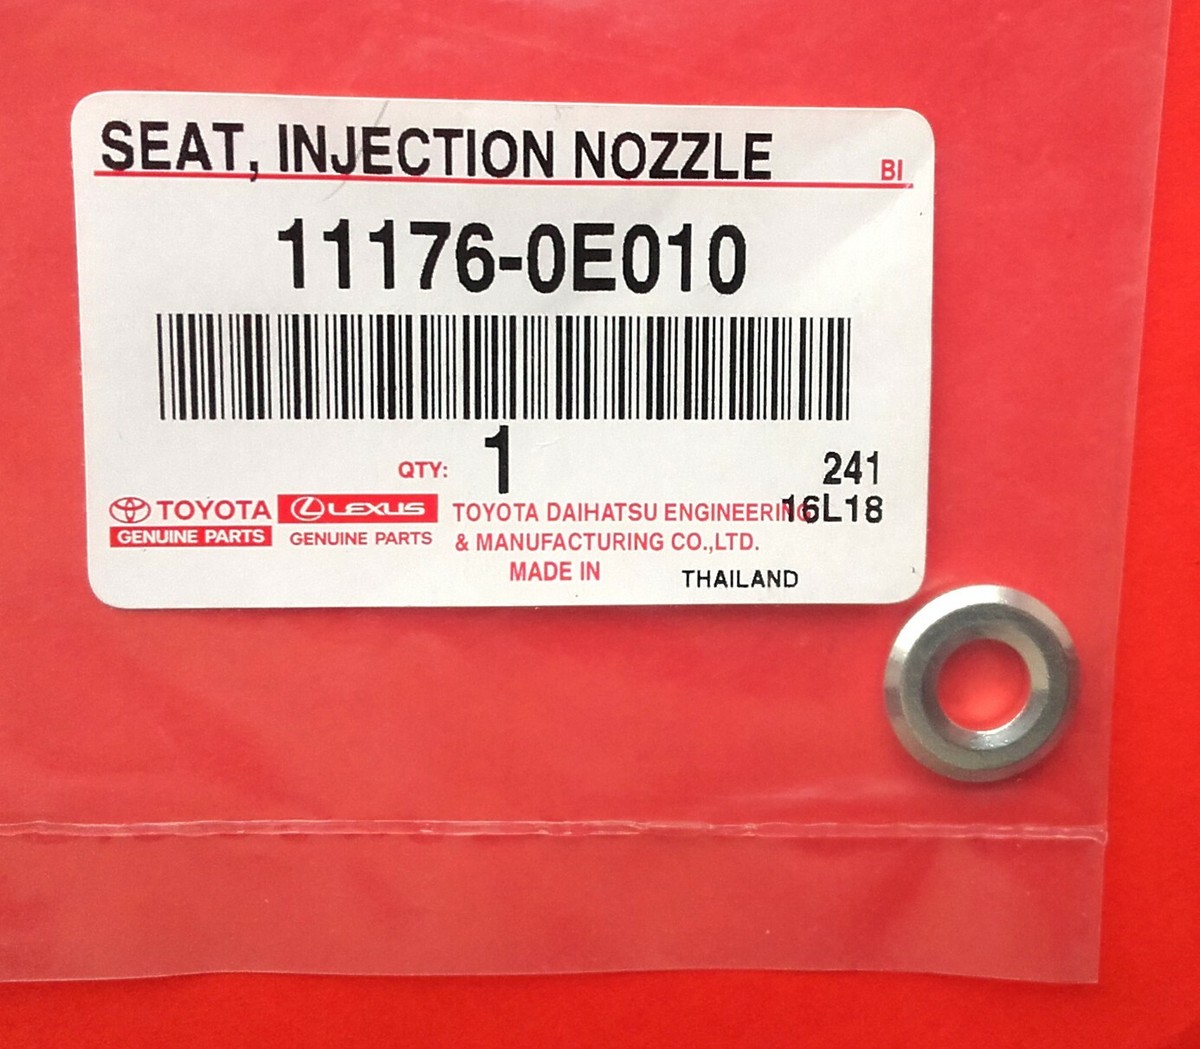 SEAT, INJECTION NOZZLE
BI
11176-0E010
QTY: 1
241
16L18
TOYOTA
GENUINE PARTS
LEXUS
GENUINE PARTS
TOYOTA DAIHATSU ENGINEERING
& MANUFACTURING CO.,LTD.
MADE IN THAILAND